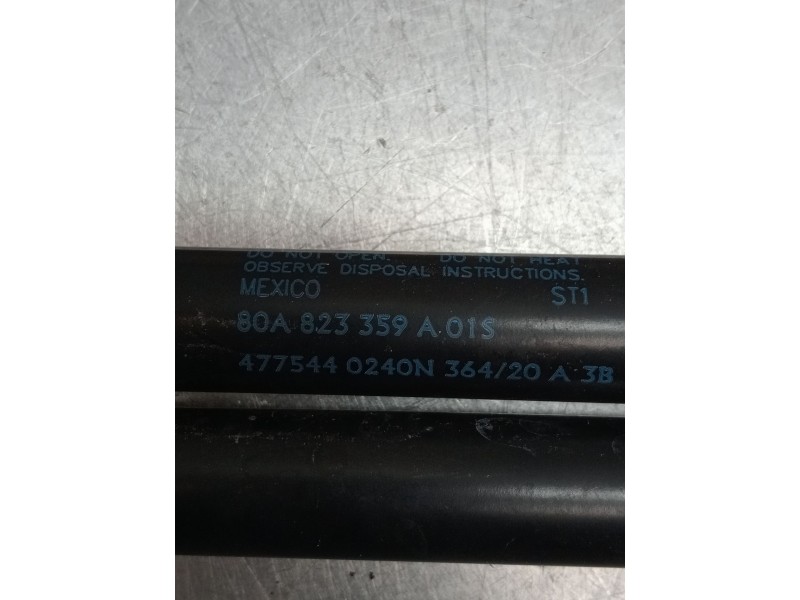 DO NOT OPEN. DO NOT HEAT
OBSERVE DISPOSAL INSTRUCTIONS.
MEXICO ST1
80A 823 359 A 01S
477544 0240N 364/20 A 3B